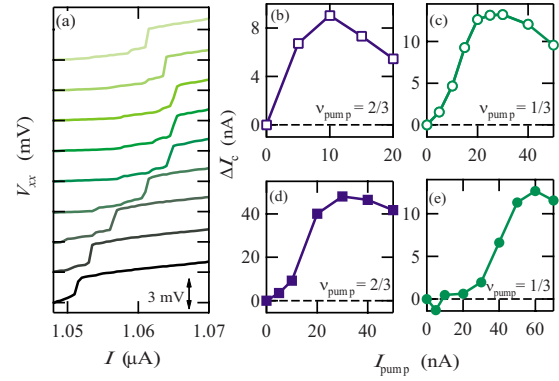 (a)
V_xx (mV)
3 mV
1.05 1.06 1.07
I (μA)
ΔI_c (nA)
(b)
8
4
0
ν_pump = 2/3
0 10 20
(c)
10
5
0
ν_pump = 1/3
0 20 40
(d)
40
20
0
ν_pump = 2/3
0 20 40
(e)
10
5
0
ν_pump = 1/3
0 20 40 60
I_pump (nA)